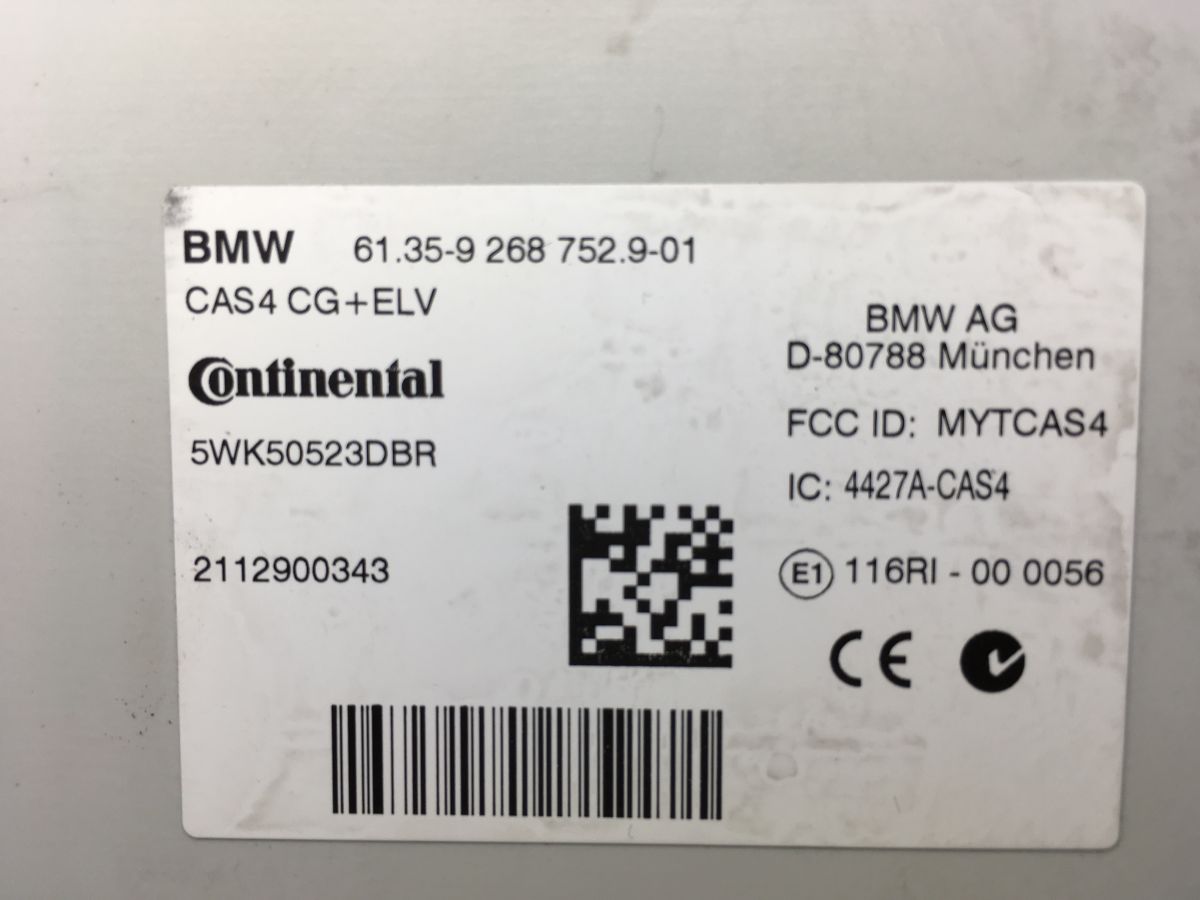 BMW 61.35-9 268 752.9-01
CAS4 CG+ELV
Continental
5WK50523DBR
2112900343
BMW AG
D-80788 München
FCC ID: MYTCAS4
IC: 4427A-CAS4
E1 116RI - 00 0056
CE